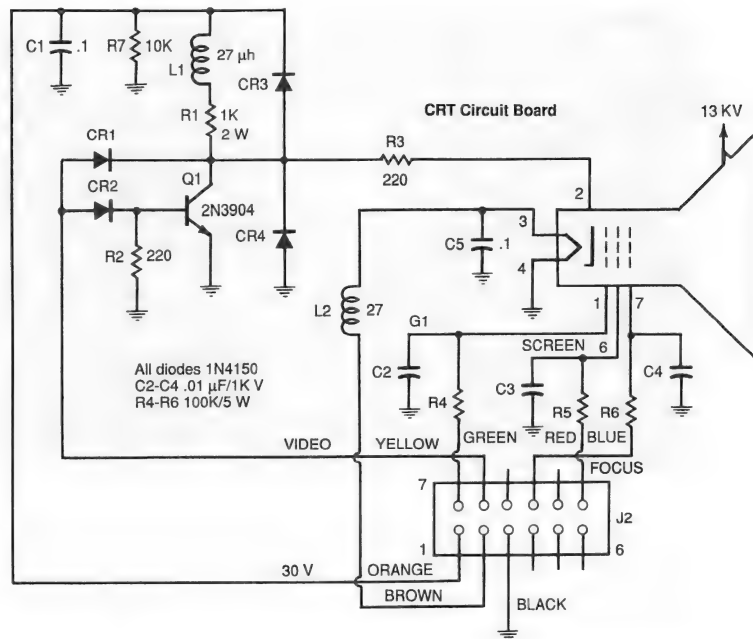 C1
.1
R7
10K
27 µh
L1
CR3
R1
1K
2 W
CRT Circuit Board
13 KV
CR1
R3
220
2
CR2
Q1
2N3904
CR4
3
C5
.1
4
R2
220
L2
27
1
7
G1
SCREEN
6
C2
C3
C4
R4
R5
R6
All diodes 1N4150
C2-C4 .01 µF/1K V
R4-R6 100K/5 W
VIDEO
YELLOW
GREEN
RED
BLUE
FOCUS
7
J2
1
6
30 V
ORANGE
BROWN
BLACK